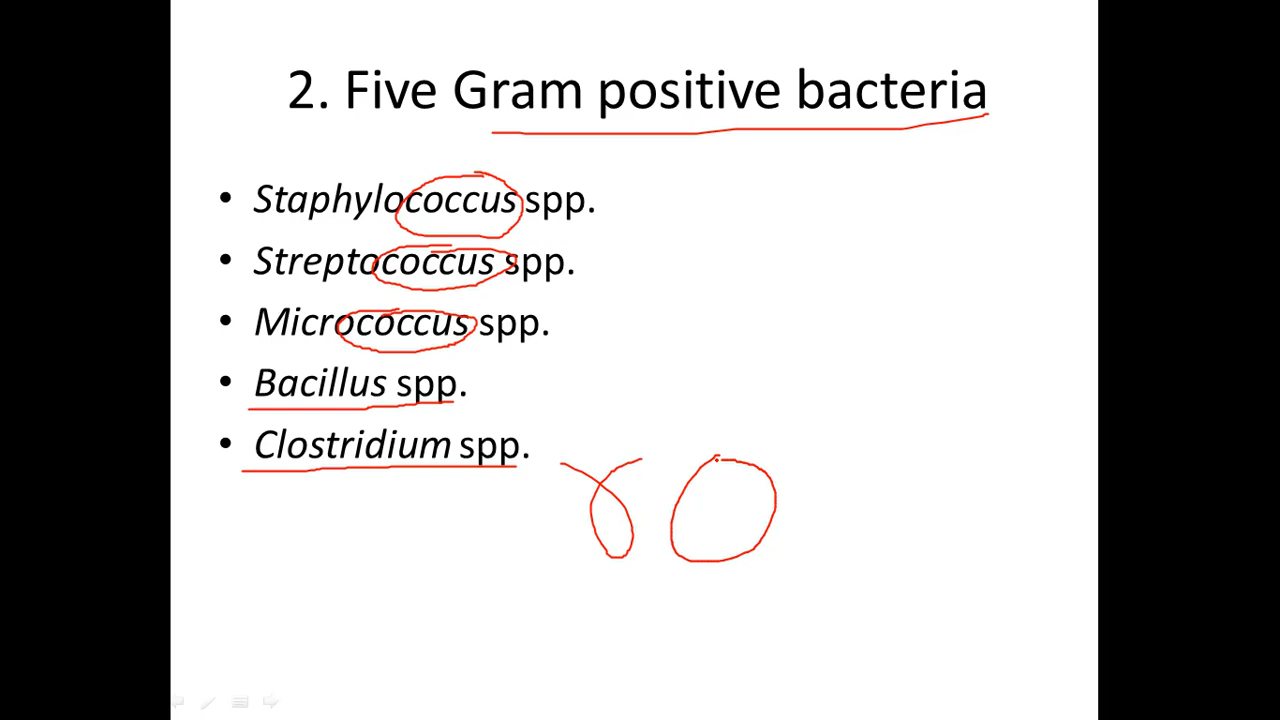 2. Five Gram positive bacteria
• Staphylococcus spp.
• Streptococcus spp.
• Micrococcus spp.
• Bacillus spp.
• Clostridium spp.